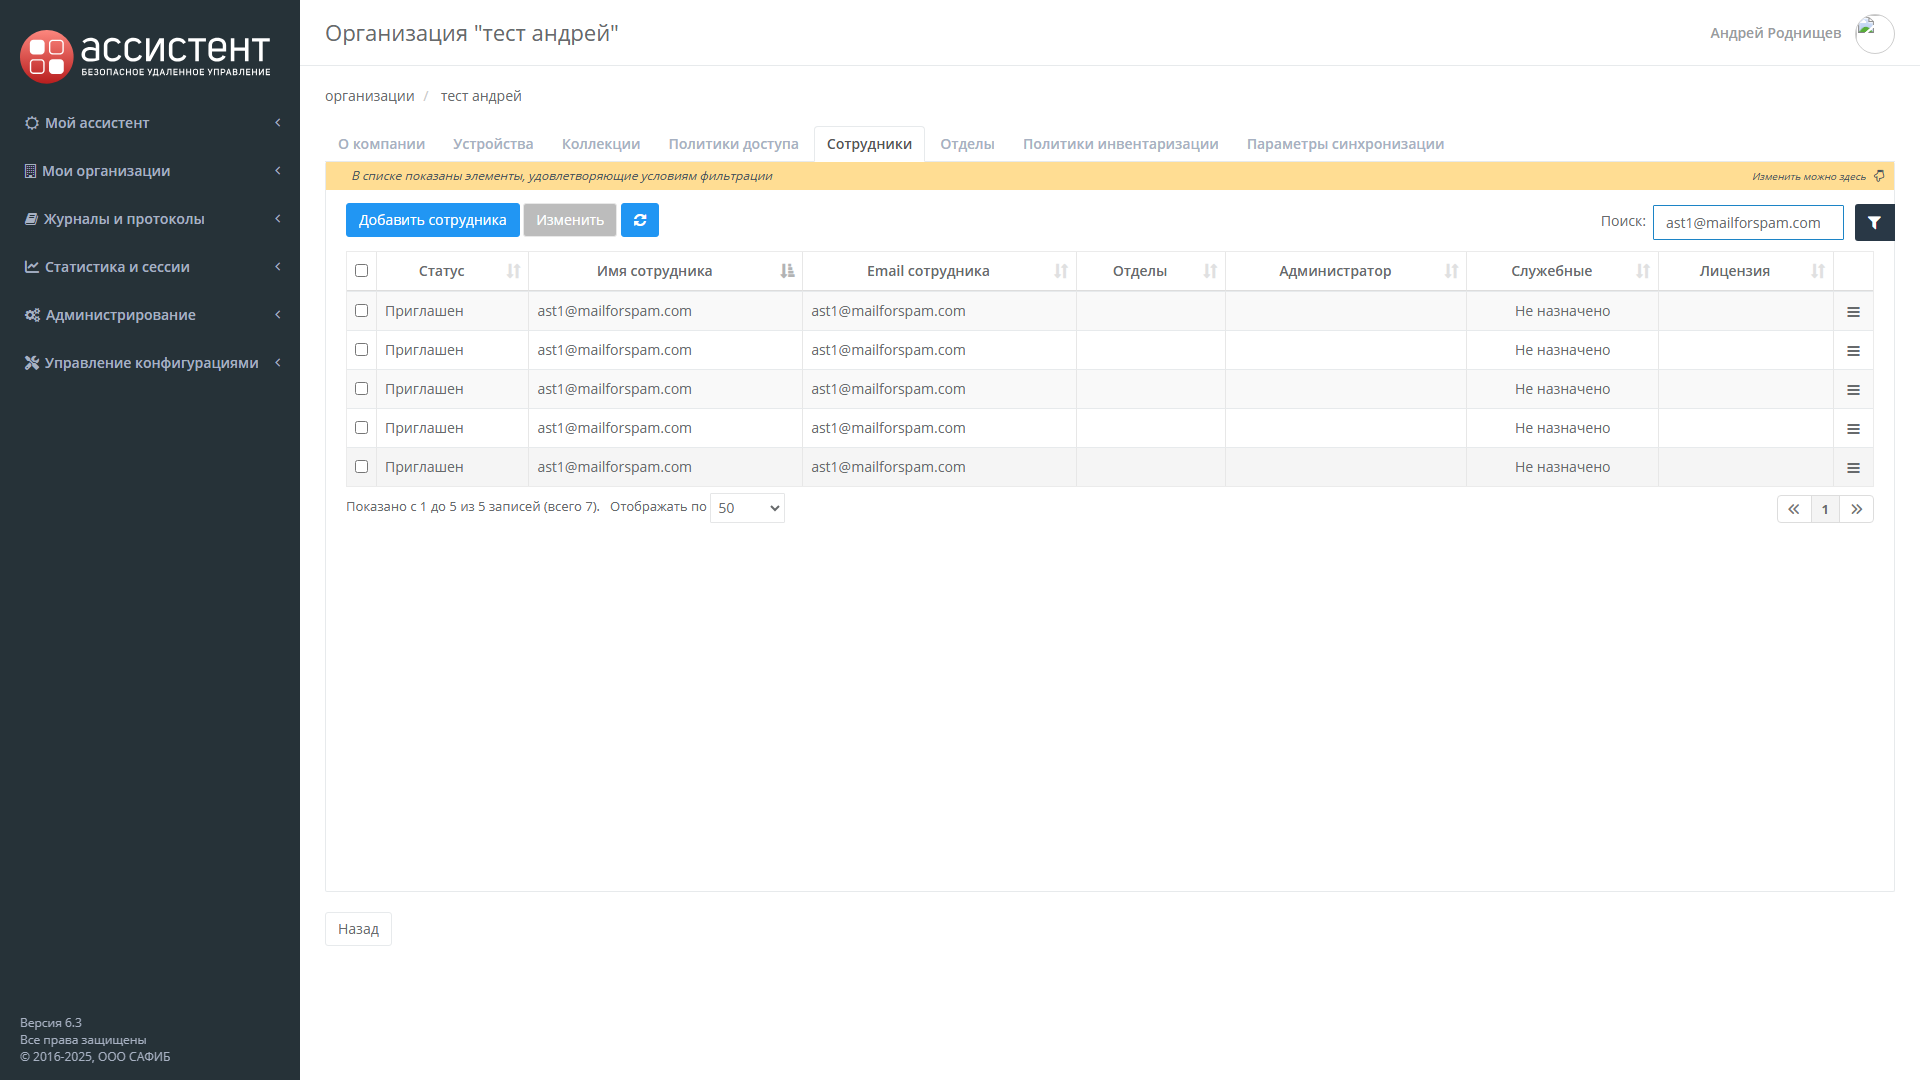 ассистент
БЕЗОПАСНОЕ УДАЛЕННОЕ УПРАВЛЕНИЕ
Мой ассистент
Мои организации
Журналы и протоколы
Статистика и сессии
Администрирование
Управление конфигурациями
Версия 6.3
Все права защищены
© 2016-2025, ООО САФИБ
Организация "тест андрей"
Андрей Роднищев
организации / тест андрей
О компании Устройства Коллекции Политики доступа Сотрудники Отделы Политики инвентаризации Параметры синхронизации
В списке показаны элементы, удовлетворяющие условиям фильтрации Изменить можно здесь
Добавить сотрудника Изменить Поиск: ast1@mailforspam.com
Статус Имя сотрудника Email сотрудника Отделы Администратор Служебные Лицензия
Приглашен ast1@mailforspam.com ast1@mailforspam.com Не назначено
Приглашен ast1@mailforspam.com ast1@mailforspam.com Не назначено
Приглашен ast1@mailforspam.com ast1@mailforspam.com Не назначено
Приглашен ast1@mailforspam.com ast1@mailforspam.com Не назначено
Приглашен ast1@mailforspam.com ast1@mailforspam.com Не назначено
Показано с 1 до 5 из 5 записей (всего 7). Отображать по 50 « 1 »
Назад